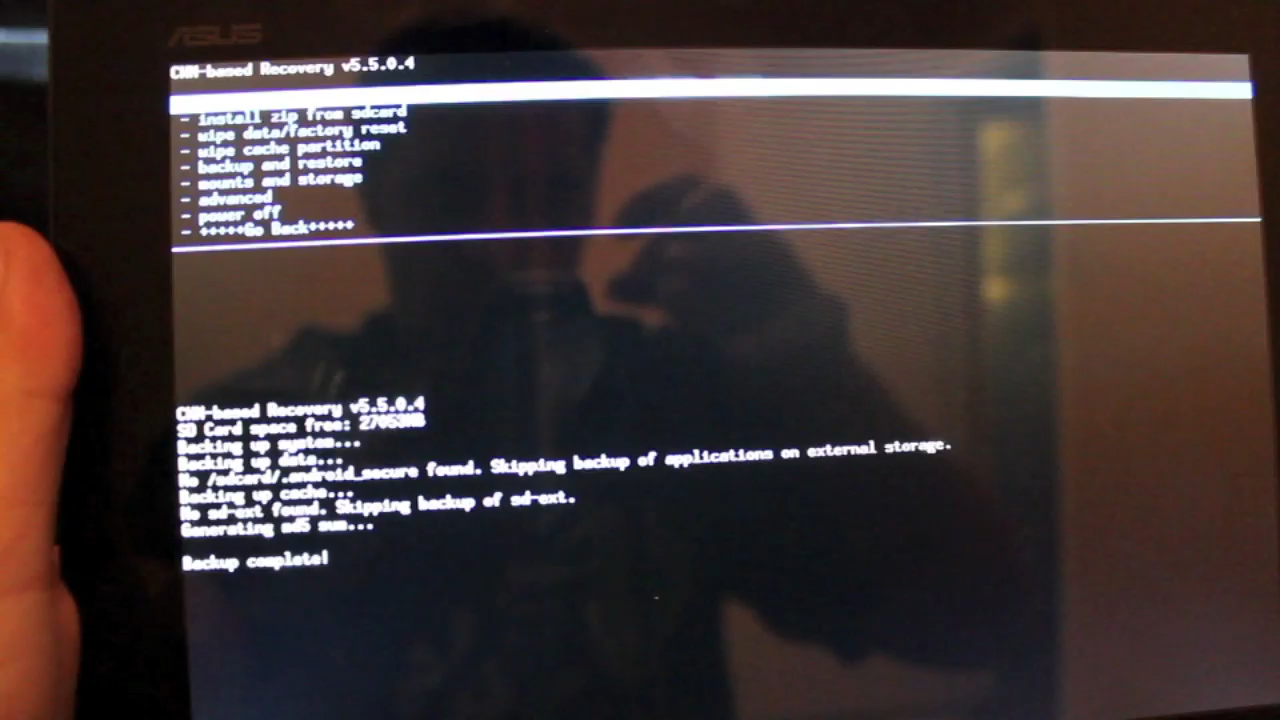 ASUS
CWM-based Recovery v5.5.0.4
- install zip from sdcard
- wipe data/factory reset
- wipe cache partition
- backup and restore
- mounts and storage
- advanced
- power off
- +++++Go Back+++++
CWM-based Recovery v5.5.0.4
SD Card space free: 27053MB
Backing up system...
Backing up data...
No /sdcard/.android_secure found. Skipping backup of applications on external storage.
Backing up cache...
No sd-ext found. Skipping backup of sd-ext.
Generating md5 sum...
Backup complete!